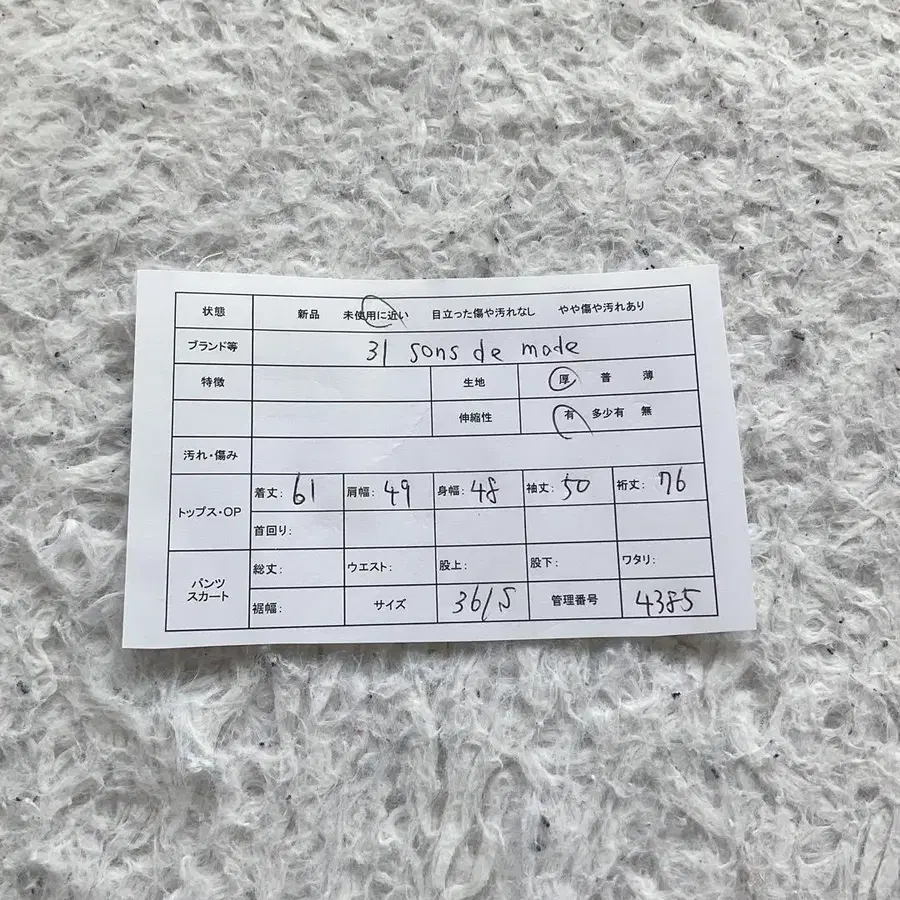 状態 新品 未使用に近い 目立った傷や汚れなし やや傷や汚れあり
ブランド等 31 sons de mode
特徴 生地 厚 普 薄
伸縮性 有 多少有 無
汚れ・傷み
トップス・OP 着丈: 61 肩幅: 49 身幅: 48 袖丈: 50 裄丈: 76
首回り:
パンツ スカート 総丈: ウエスト: 股上: 股下: ワタリ:
裾幅: サイズ 36/S 管理番号 4385